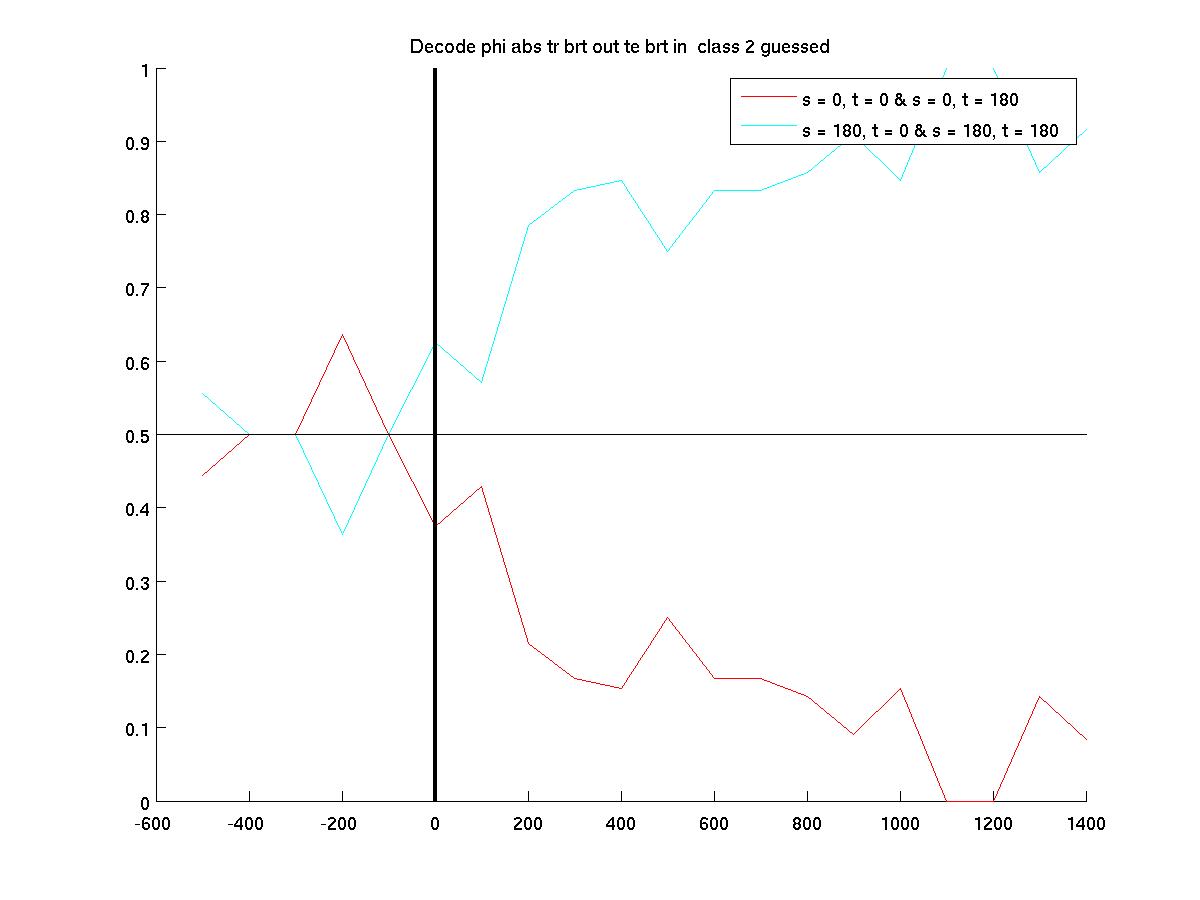 Decode phi abs tr brt out te brt in  class 2 guessed
s = 0, t = 0 & s = 0, t = 180
s = 180, t = 0 & s = 180, t = 180
1
0.9
0.8
0.7
0.6
0.5
0.4
0.3
0.2
0.1
0
-600 -400 -200 0 200 400 600 800 1000 1200 1400